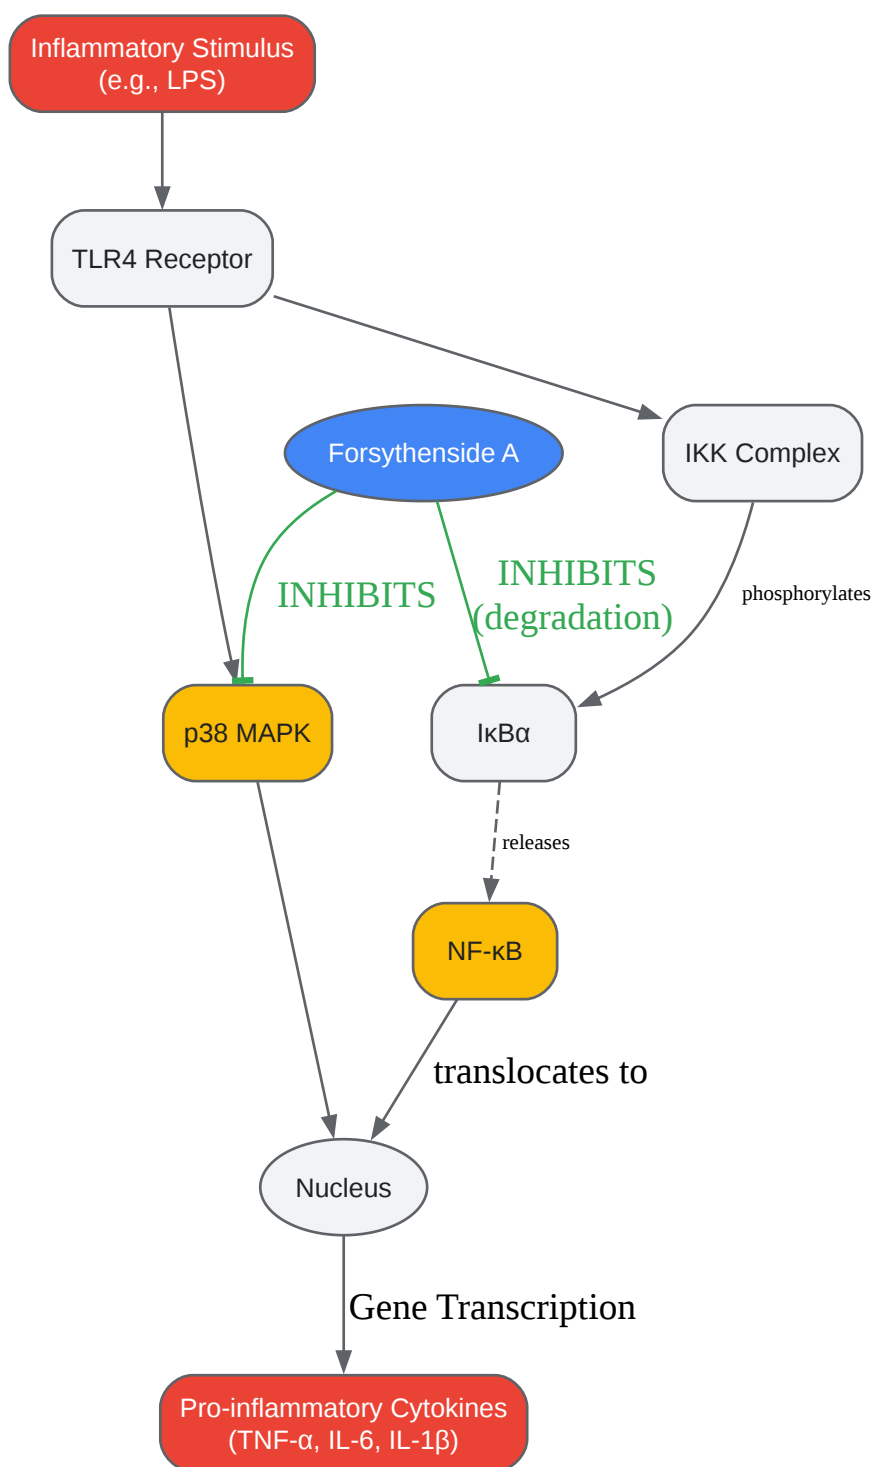 Inflammatory Stimulus
(e.g., LPS)
TLR4 Receptor
Forsythenside A
IKK Complex
INHIBITS
INHIBITS
(degradation)
phosphorylates
p38 MAPK
IκBα
releases
NF-κB
translocates to
Nucleus
Gene Transcription
Pro-inflammatory Cytokines
(TNF-α, IL-6, IL-1β)